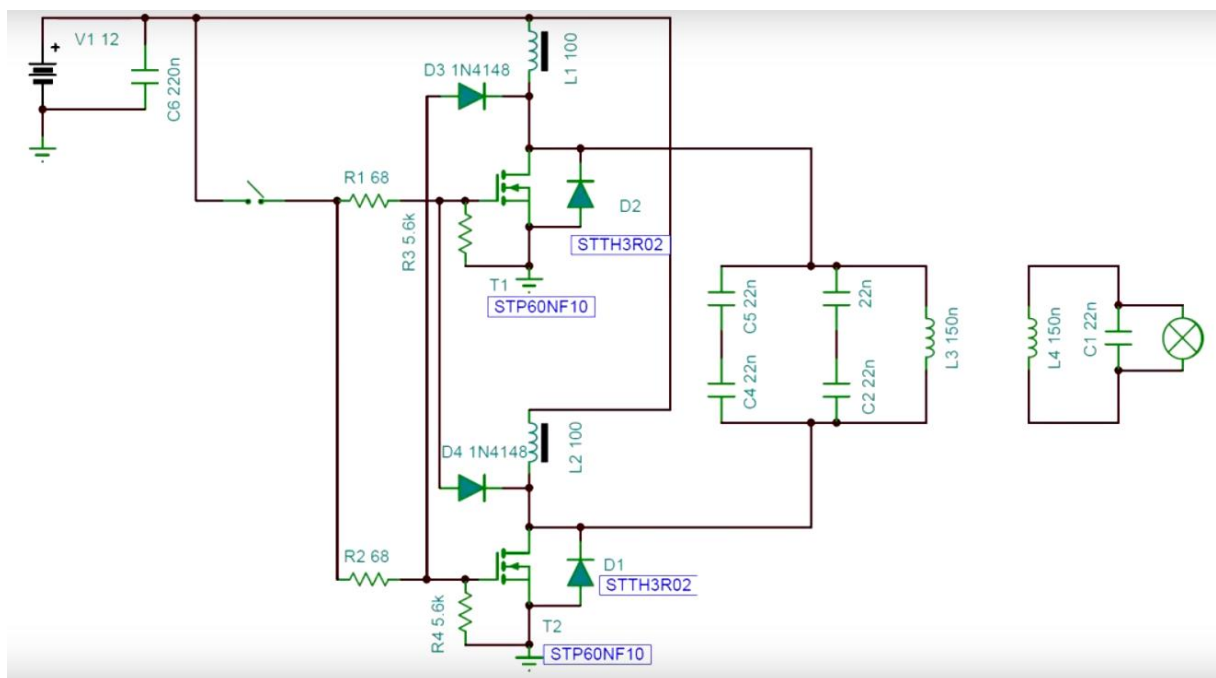 V1 12
C6 220n
D3 1N4148
L1 100
R1 68
D2
STTH3R02
R3 5.6k
T1
STP60NF10
C5 22n
22n
L3 150n
C4 22n
C2 22n
L4 150n
C1 22n
D4 1N4148
L2 100
R2 68
D1
STTH3R02
R4 5.6k
T2
STP60NF10